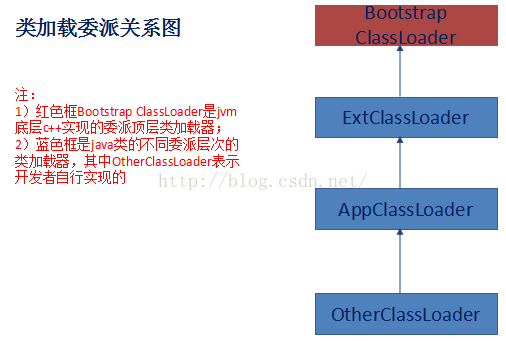 类加载委派关系图
注:
1）红色框Bootstrap ClassLoader是jvm
底层c++实现的委派顶层类加载器；
2）蓝色框是java类的不同委派层次的
类加载器，其中OtherClassLoader表示
开发者自行实现的
http://blog.csdn.net/
Bootstrap
ClassLoader
ExtClassLoader
AppClassLoader
OtherClassLoader